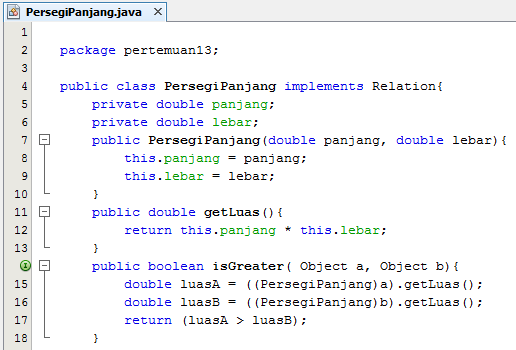 PersegiPanjang.java
1
2 package pertemuan13;
3
4 public class PersegiPanjang implements Relation{
5 private double panjang;
6 private double lebar;
7 public PersegiPanjang(double panjang, double lebar){
8 this.panjang = panjang;
9 this.lebar = lebar;
10 }
11 public double getLuas(){
12 return this.panjang * this.lebar;
13 }
public boolean isGreater( Object a, Object b){
15 double luasA = ((PersegiPanjang)a).getLuas();
16 double luasB = ((PersegiPanjang)b).getLuas();
17 return (luasA > luasB);
18 }